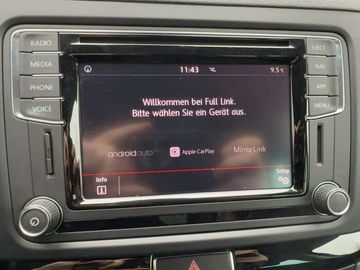 RADIO
MEDIA
PHONE
VOICE
11:43
9.5°C
EJECT
NAV
APP
MENU
Willkommen bei Full Link.
Bitte wählen Sie ein Gerät aus.
androidauto
Apple CarPlay
MirrorLink
Info
Setup